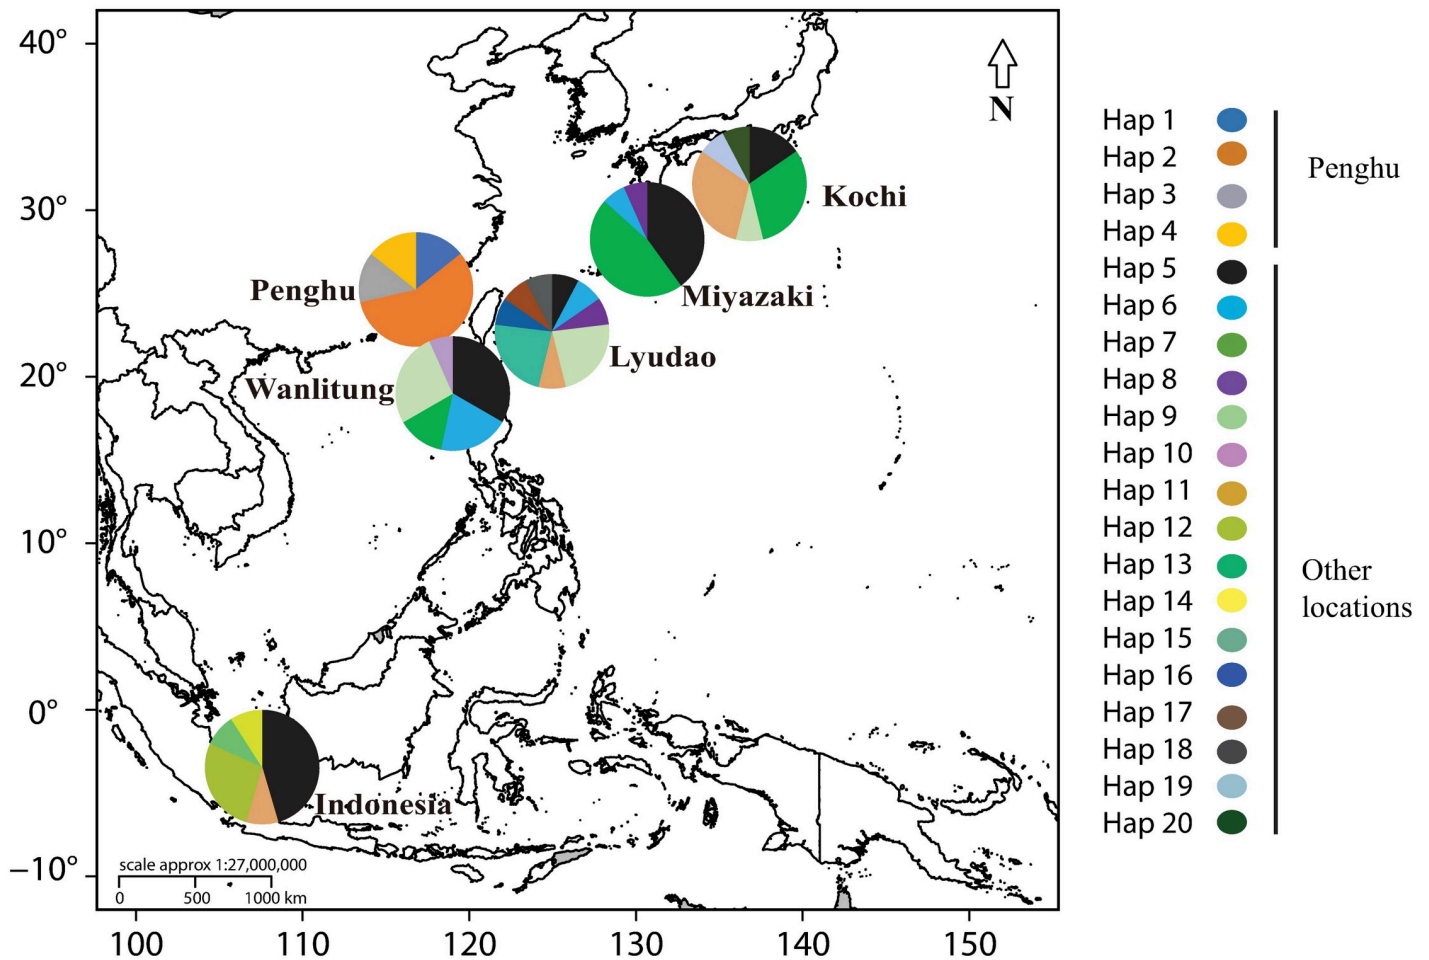 40°
30°
20°
10°
0°
−10°
100
110
120
130
140
150
N
Kochi
Miyazaki
Penghu
Lyudao
Wanlitung
Indonesia
scale approx 1:27,000,000
0 500 1000 km
Hap 1
Hap 2
Hap 3
Hap 4
Hap 5
Hap 6
Hap 7
Hap 8
Hap 9
Hap 10
Hap 11
Hap 12
Hap 13
Hap 14
Hap 15
Hap 16
Hap 17
Hap 18
Hap 19
Hap 20
Penghu
Other
locations